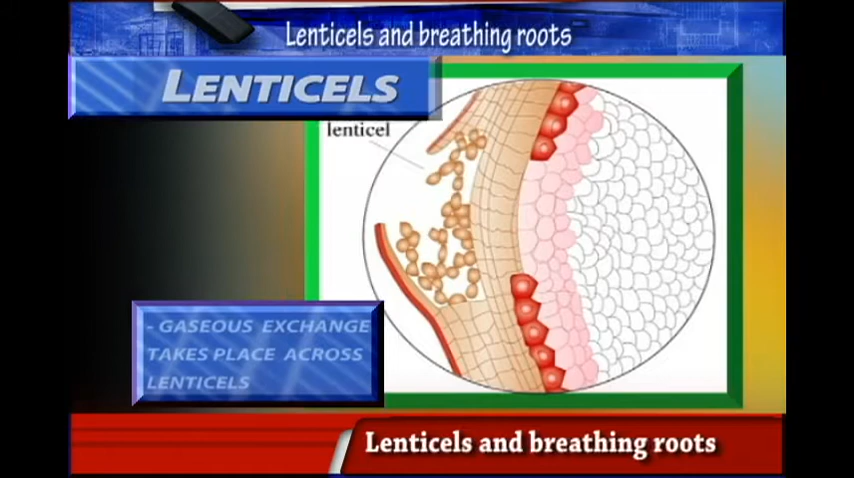 Lenticels and breathing roots
LENTICELS
lenticel
- GASEOUS EXCHANGE
TAKES PLACE ACROSS
LENTICELS
Lenticels and breathing roots